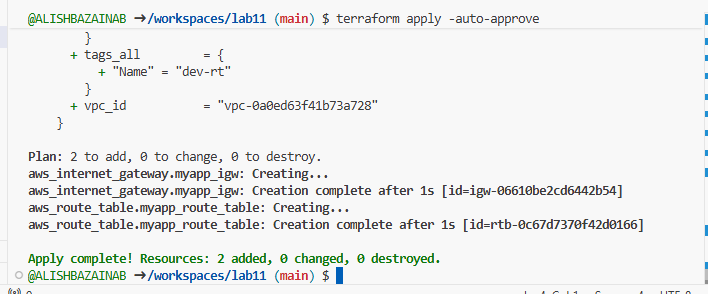 @ALISHBAZAINAB ➜/workspaces/lab11 (main) $ terraform apply -auto-approve
}
+ tags_all = {
+ "Name" = "dev-rt"
}
+ vpc_id = "vpc-0a0ed63f41b73a728"
}
Plan: 2 to add, 0 to change, 0 to destroy.
aws_internet_gateway.myapp_igw: Creating...
aws_internet_gateway.myapp_igw: Creation complete after 1s [id=igw-06610be2cd6442b54]
aws_route_table.myapp_route_table: Creating...
aws_route_table.myapp_route_table: Creation complete after 1s [id=rtb-0c67d7370f42d0166]
Apply complete! Resources: 2 added, 0 changed, 0 destroyed.
@ALISHBAZAINAB ➜/workspaces/lab11 (main) $